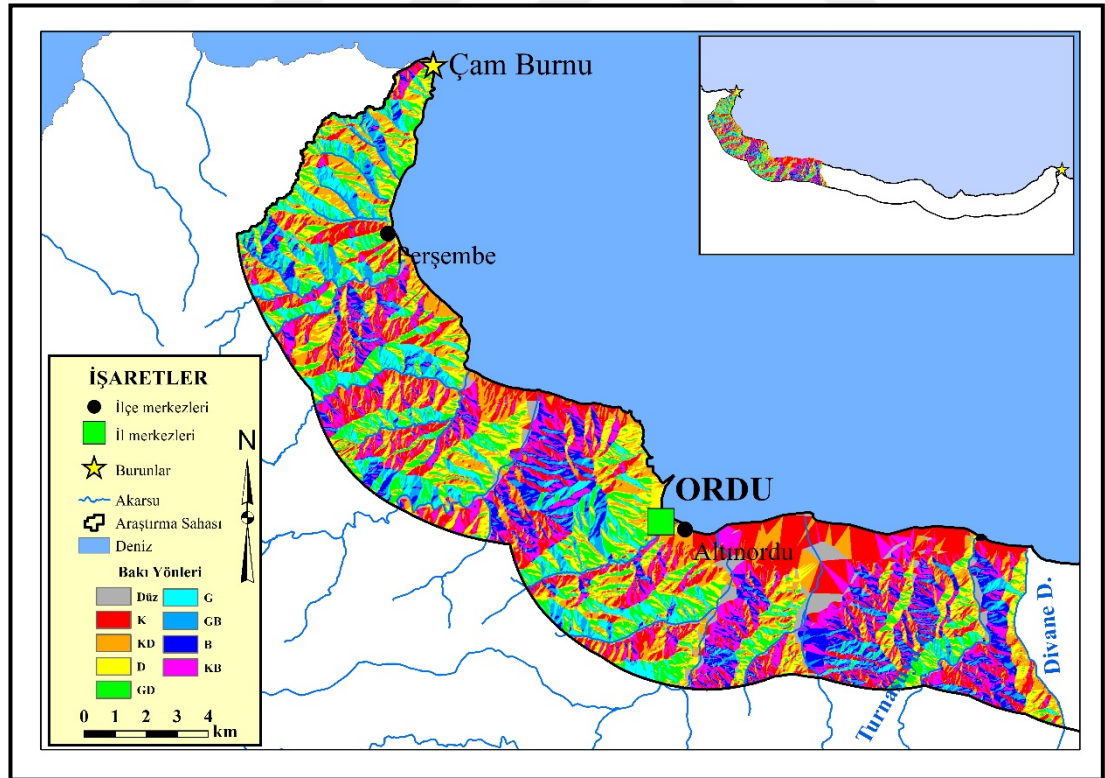 Çam Burnu
Perşembe
ORDU
Altınordu
Divane D.
Turna
İŞARETLER
İlçe merkezleri
İl merkezleri
N
Burunlar
Akarsu
Araştırma Sahası
Deniz
Bakı Yönleri
Düz G
K GB
KD B
D KB
GD
0 1 2 3 4
km